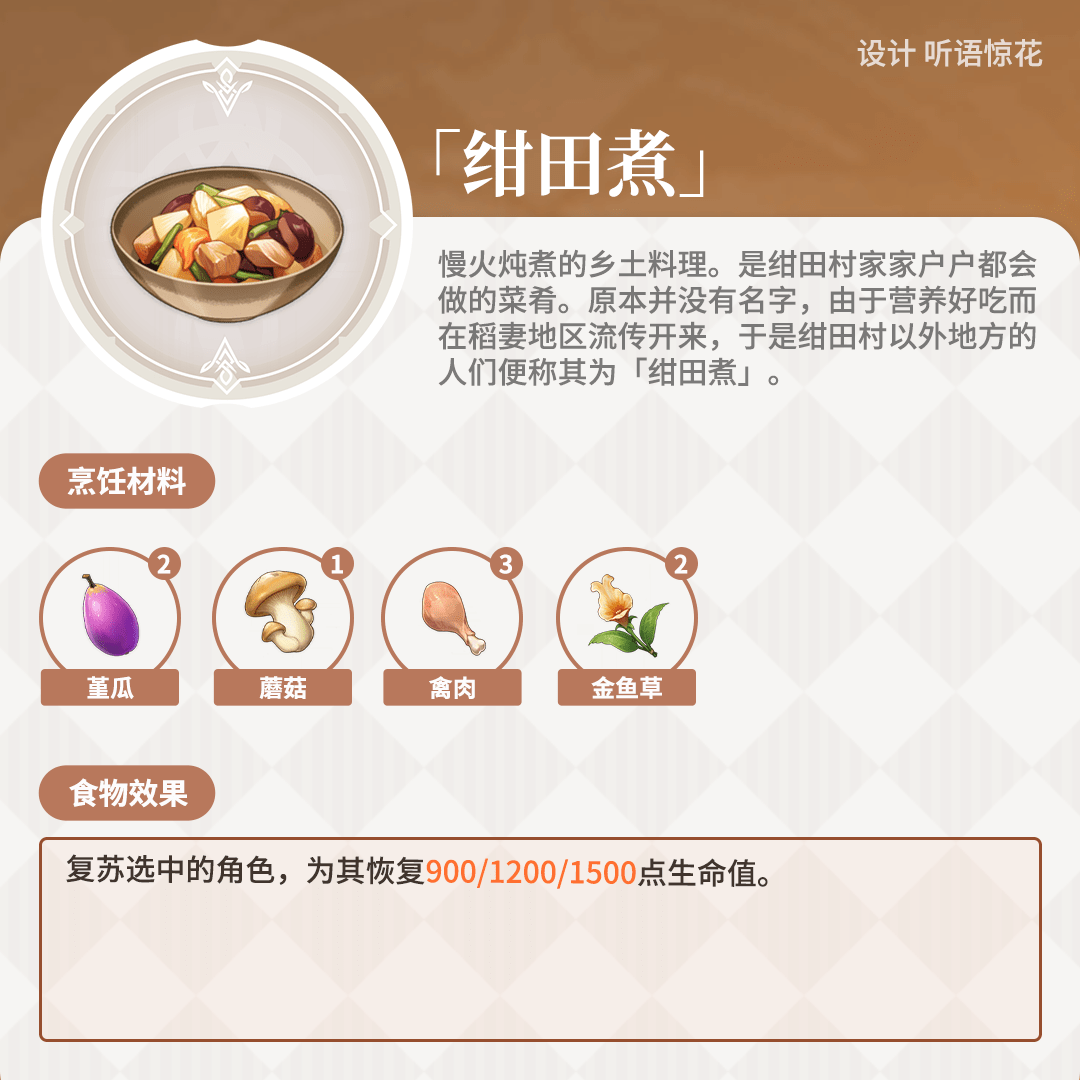 设计 听语惊花
「绀田煮」
慢火炖煮的乡土料理。是绀田村家家户户都会
做的菜肴。原本并没有名字，由于营养好吃而
在稻妻地区流传开来，于是绀田村以外地方的
人们便称其为「绀田煮」。
烹饪材料
2
1
3
2
堇瓜
蘑菇
禽肉
金鱼草
食物效果
复苏选中的角色，为其恢复900/1200/1500点生命值。